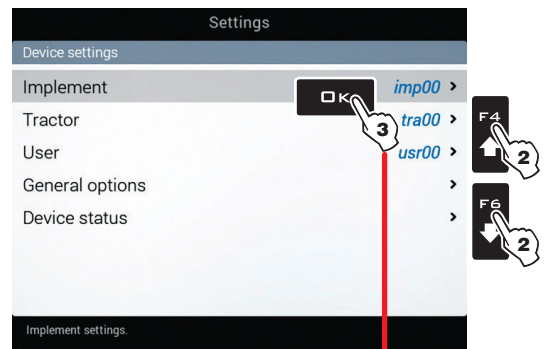 Settings
Device settings
Implement imp00 >
OK
3
Tractor tra00 >
F4
2
User usr00 >
General options >
F6
2
Device status >
Implement settings.